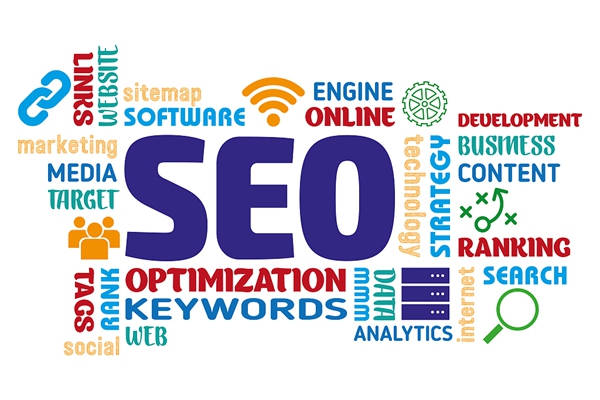 LINKS
WEBSITE
sitemap
SOFTWARE
ENGINE
ONLINE
DEVELOPMENT
BUSINESS
CONTENT
marketing
MEDIA
TARGET
SEO
technology
STRATEGY
RANKING
TAGS
RANK
social
OPTIMIZATION
KEYWORDS
WEB
mmm
DATA
ANALYTICS
internet
SEARCH